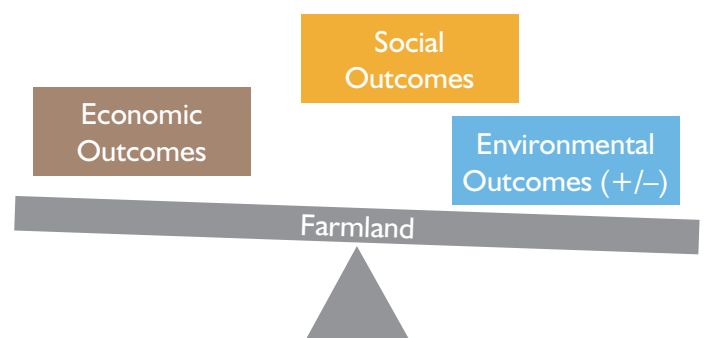 Social
Outcomes
Economic
Outcomes
Environmental
Outcomes (+/–)
Farmland